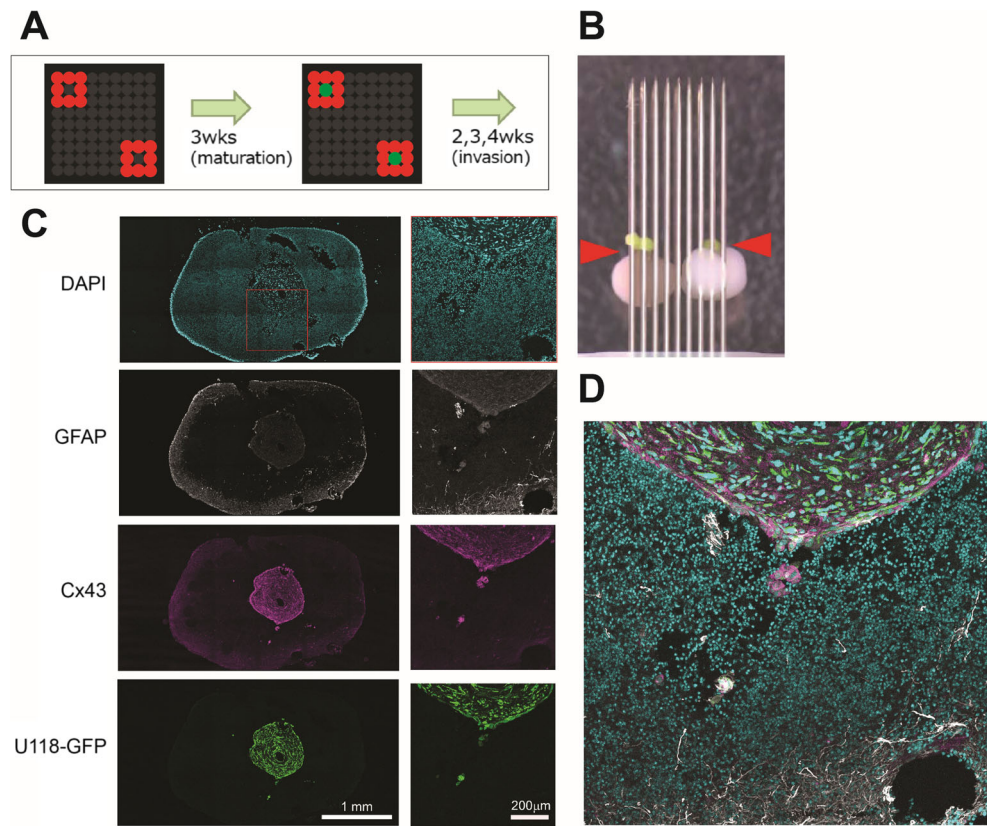 A
B
3wks
(maturation)
2,3,4wks
(invasion)
C
DAPI
GFAP
Cx43
U118-GFP
1 mm
200μm
D